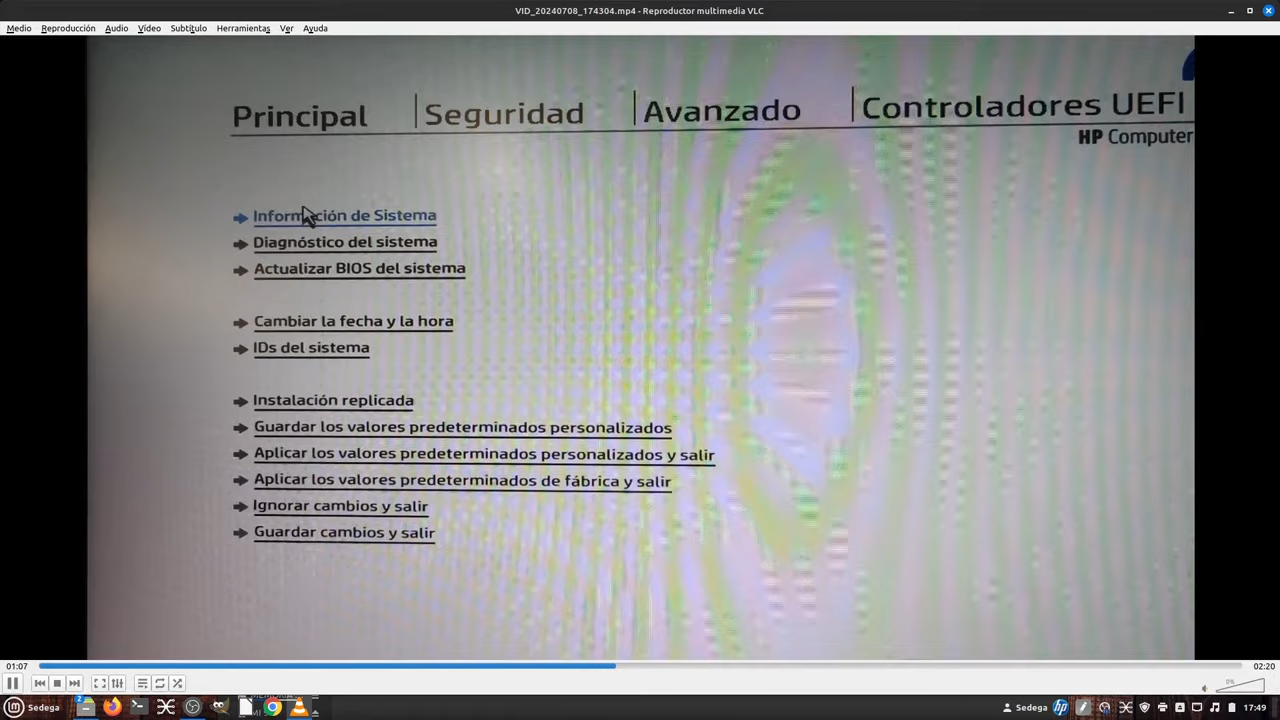 VID_20240708_174304.mp4 - Reproductor multimedia VLC
Medio Reproducción Audio Vídeo Subtítulo Herramientas Ver Ayuda
Principal Seguridad Avanzado Controladores UEFI
HP Computer
Información de Sistema
Diagnóstico del sistema
Actualizar BIOS del sistema
Cambiar la fecha y la hora
IDs del sistema
Instalación replicada
Guardar los valores predeterminados personalizados
Aplicar los valores predeterminados personalizados y salir
Aplicar los valores predeterminados de fábrica y salir
Ignorar cambios y salir
Guardar cambios y salir
01:07 02:20
0%
Sedega 2 Sedega hp 17:49